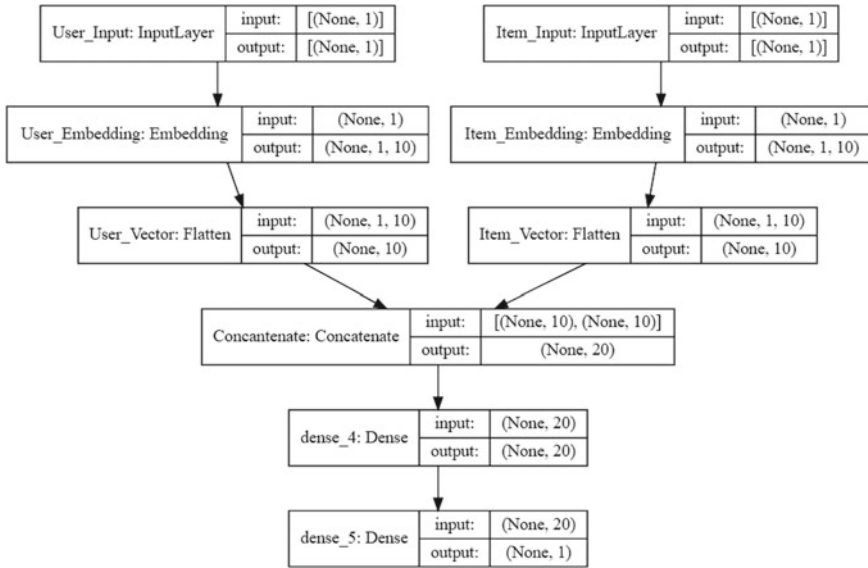 User_Input: InputLayer
input: [(None, 1)]
output: [(None, 1)]
Item_Input: InputLayer
input: [(None, 1)]
output: [(None, 1)]
User_Embedding: Embedding
input: (None, 1)
output: (None, 1, 10)
Item_Embedding: Embedding
input: (None, 1)
output: (None, 1, 10)
User_Vector: Flatten
input: (None, 1, 10)
output: (None, 10)
Item_Vector: Flatten
input: (None, 1, 10)
output: (None, 10)
Concantenate: Concatenate
input: [(None, 10), (None, 10)]
output: (None, 20)
dense_4: Dense
input: (None, 20)
output: (None, 20)
dense_5: Dense
input: (None, 20)
output: (None, 1)